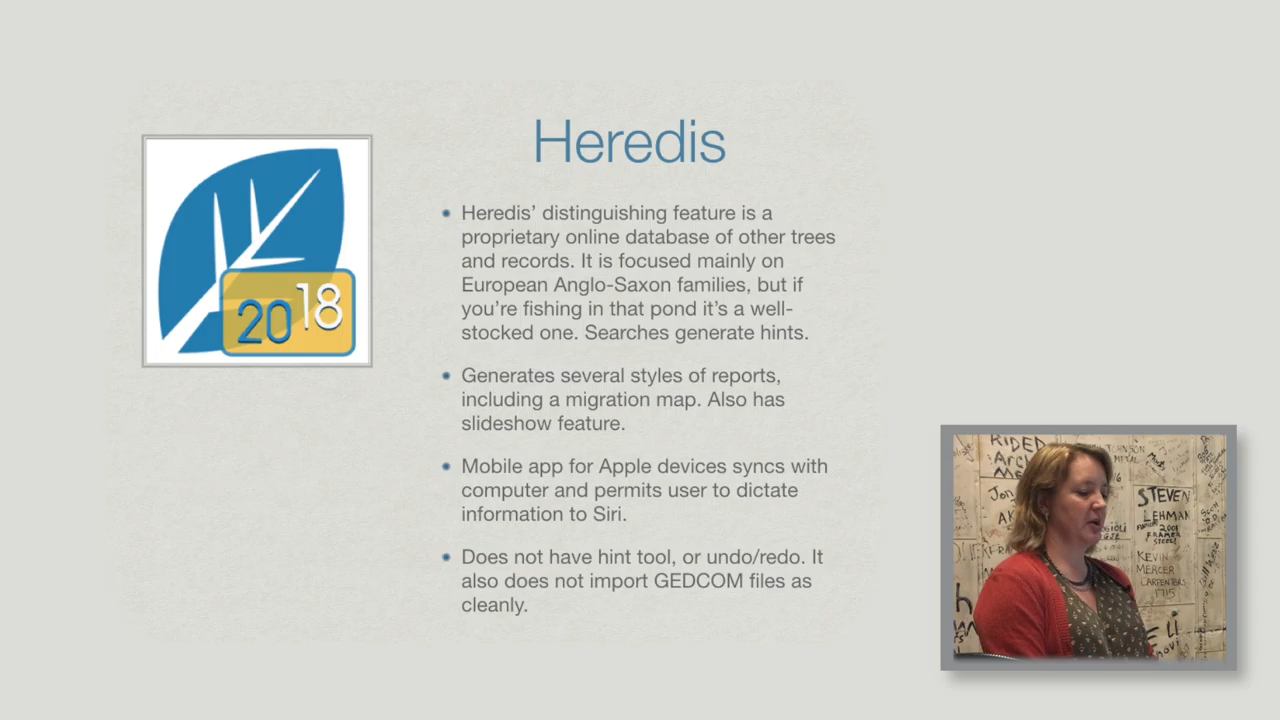 Heredis
Heredis’ distinguishing feature is a
proprietary online database of other trees
and records. It is focused mainly on
European Anglo-Saxon families, but if
you’re fishing in that pond it’s a well-
stocked one. Searches generate hints.
Generates several styles of reports,
including a migration map. Also has
slideshow feature.
Mobile app for Apple devices syncs with
computer and permits user to dictate
information to Siri.
Does not have hint tool, or undo/redo. It
also does not import GEDCOM files as
cleanly.
2018
STEVEN
LEHMAN
2001
FRAMER
KEVIN
MERCER
CARPENTERS